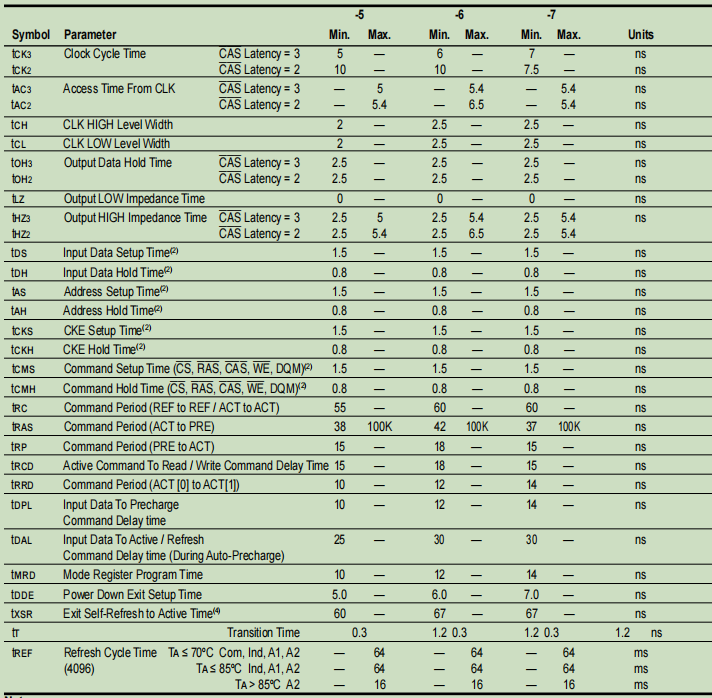 -5 -6 -7
Symbol Parameter Min. Max. Min. Max. Min. Max. Units
tCK3 Clock Cycle Time CAS Latency = 3 5 — 6 — 7 — ns
tCK2 CAS Latency = 2 10 — 10 — 7.5 — ns
tAC3 Access Time From CLK CAS Latency = 3 — 5 — 5.4 — 5.4 ns
tAC2 CAS Latency = 2 — 5.4 — 6.5 — 5.4 ns
tCH CLK HIGH Level Width 2 — 2.5 — 2.5 — ns
tCL CLK LOW Level Width 2 — 2.5 — 2.5 — ns
tOH3 Output Data Hold Time CAS Latency = 3 2.5 — 2.5 — 2.5 — ns
tOH2 CAS Latency = 2 2.5 — 2.5 — 2.5 — ns
tLZ Output LOW Impedance Time 0 — 0 — 0 — ns
tHZ3 Output HIGH Impedance Time CAS Latency = 3 2.5 5 2.5 5.4 2.5 5.4 ns
tHZ2 CAS Latency = 2 2.5 5.4 2.5 6.5 2.5 5.4
tDS Input Data Setup Time(2) 1.5 — 1.5 — 1.5 — ns
tDH Input Data Hold Time(2) 0.8 — 0.8 — 0.8 — ns
tAS Address Setup Time(2) 1.5 — 1.5 — 1.5 — ns
tAH Address Hold Time(2) 0.8 — 0.8 — 0.8 — ns
tCKS CKE Setup Time(2) 1.5 — 1.5 — 1.5 — ns
tCKH CKE Hold Time(2) 0.8 — 0.8 — 0.8 — ns
tCMS Command Setup Time (CS, RAS, CAS, WE, DQM)(2) 1.5 — 1.5 — 1.5 — ns
tCMH Command Hold Time (CS, RAS, CAS, WE, DQM)(2) 0.8 — 0.8 — 0.8 — ns
tRC Command Period (REF to REF / ACT to ACT) 55 — 60 — 60 — ns
tRAS Command Period (ACT to PRE) 38 100K 42 100K 37 100K ns
tRP Command Period (PRE to ACT) 15 — 18 — 15 — ns
tRCD Active Command To Read / Write Command Delay Time 15 — 18 — 15 — ns
tRRD Command Period (ACT [0] to ACT[1]) 10 — 12 — 14 — ns
tDPL Input Data To Precharge 10 — 12 — 14 — ns
Command Delay time
tDAL Input Data To Active / Refresh 25 — 30 — 30 — ns
Command Delay time (During Auto-Precharge)
tMRD Mode Register Program Time 10 — 12 — 14 — ns
tDDE Power Down Exit Setup Time 5.0 — 6.0 — 7.0 — ns
tXSR Exit Self-Refresh to Active Time(4) 60 — 67 — 67 — ns
tT Transition Time 0.3 1.2 0.3 1.2 0.3 1.2 ns
tREF Refresh Cycle Time TA ≤ 70ºC Com, Ind, A1, A2 — 64 — 64 — 64 ms
(4096) TA ≤ 85ºC Ind, A1, A2 — 64 — 64 — 64 ms
TA > 85ºC A2 — 16 — 16 — 16 ms